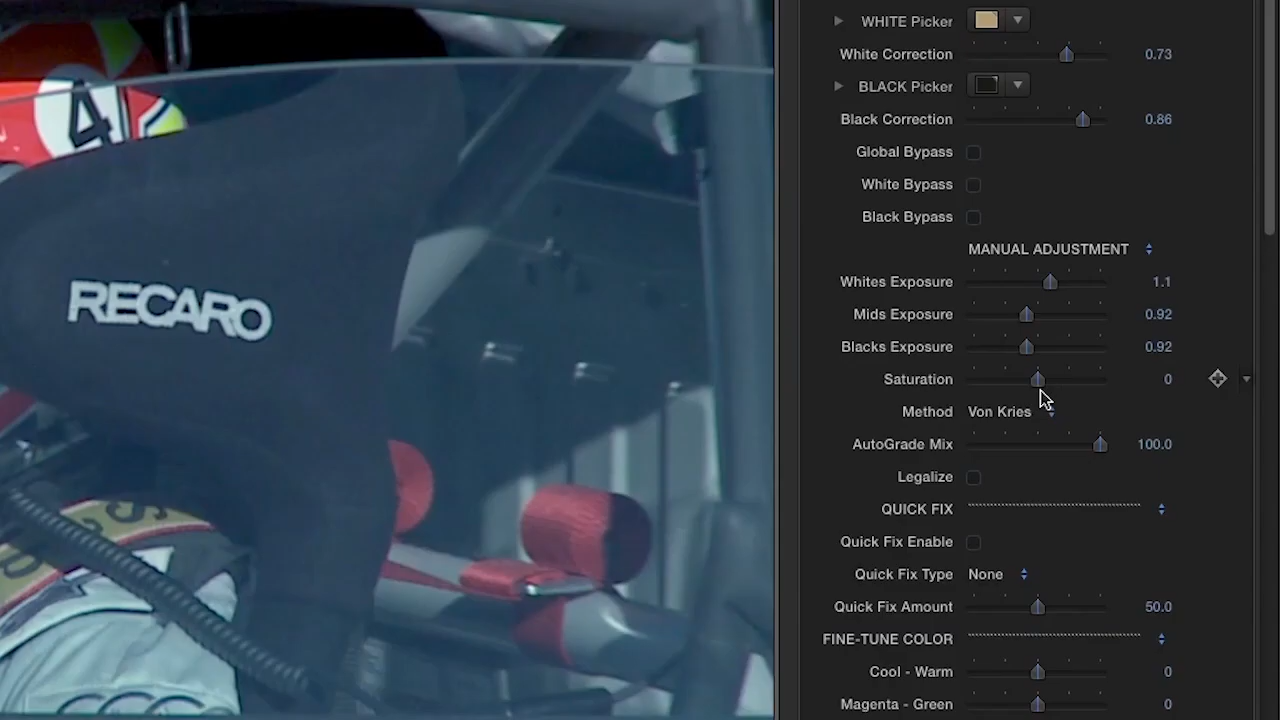 4
RECARO
WHITE Picker
White Correction 0.73
BLACK Picker
Black Correction 0.86
Global Bypass
White Bypass
Black Bypass
MANUAL ADJUSTMENT
Whites Exposure 1.1
Mids Exposure 0.92
Blacks Exposure 0.92
Saturation 0
Method Von Kries
AutoGrade Mix 100.0
Legalize
QUICK FIX
Quick Fix Enable
Quick Fix Type None
Quick Fix Amount 50.0
FINE-TUNE COLOR
Cool - Warm 0
Magenta - Green 0